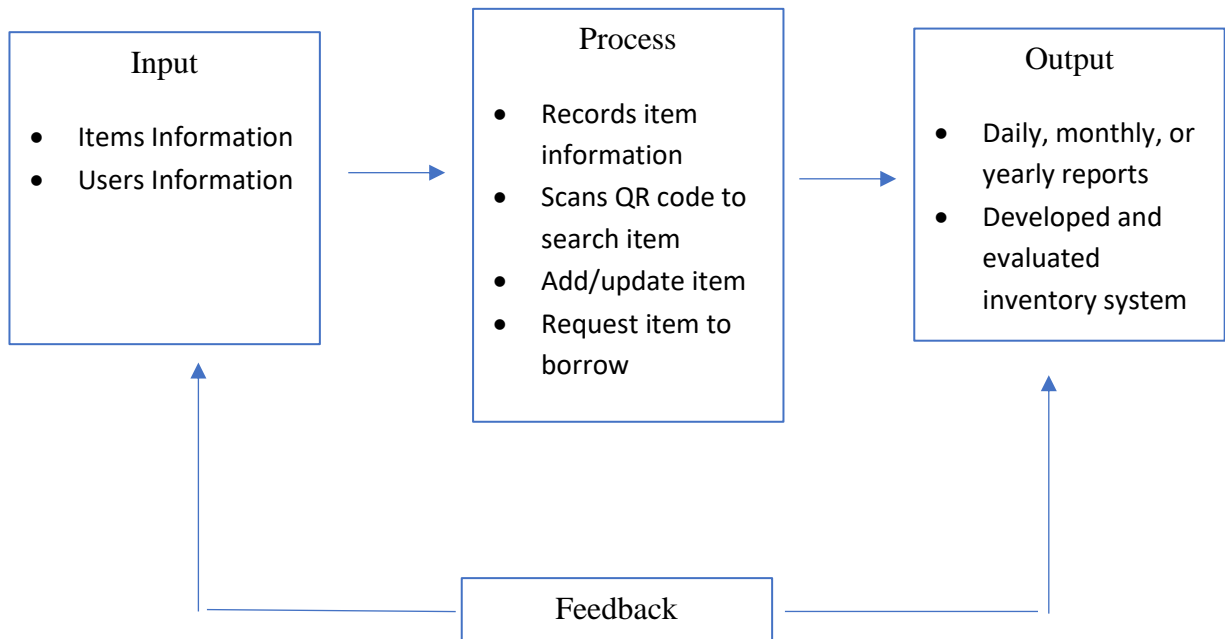 Input
• Items Information
• Users Information
Process
• Records item
information
• Scans QR code to
search item
• Add/update item
• Request item to
borrow
Output
• Daily, monthly, or
yearly reports
• Developed and
evaluated
inventory system
Feedback